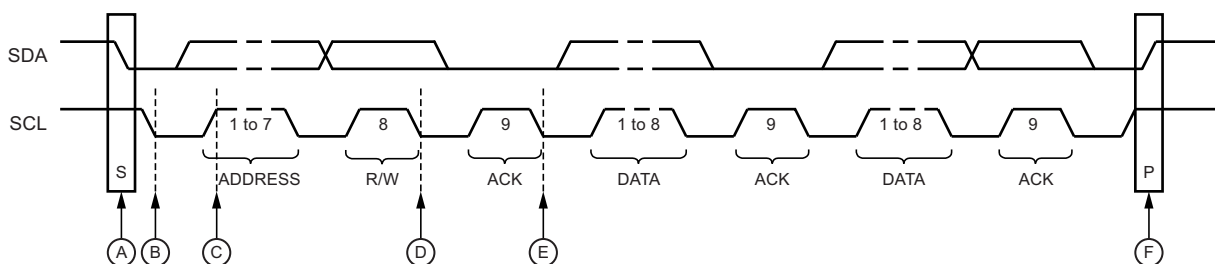 SDA
SCL
1 to 7 8 9 1 to 8 9 1 to 8 9
S P
ADDRESS R/W ACK DATA ACK DATA ACK
A B C D E F